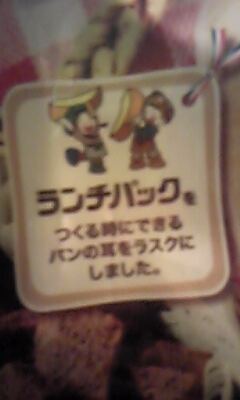 ランチパックを
つくる時にできる
パンの耳をラスクに
しました。